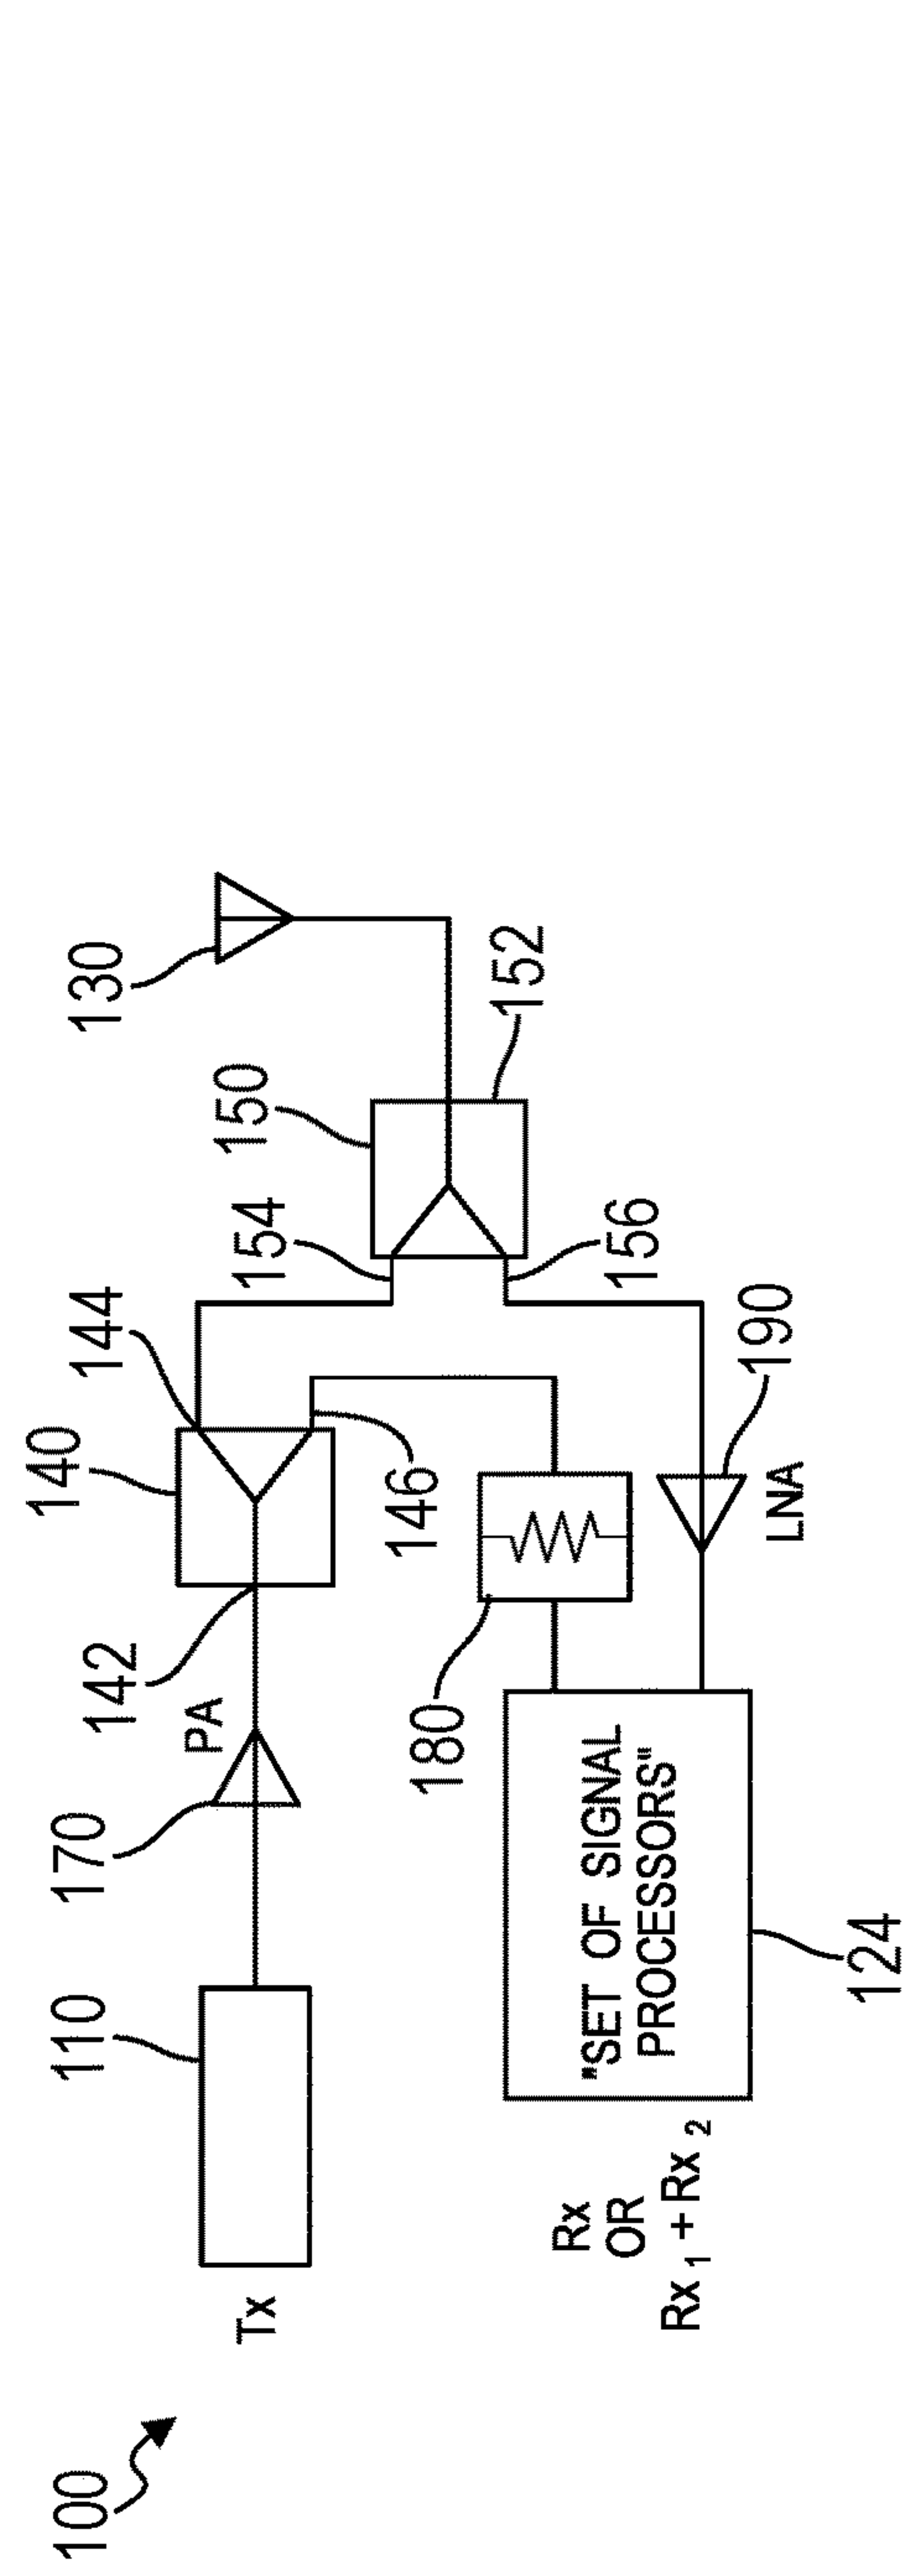 100
Tx
110
170
PA
142
140
144
146
154
150
152
156
130
Rx
OR
Rx 1 + Rx 2
"SET OF SIGNAL
PROCESSORS"
124
180
190
LNA